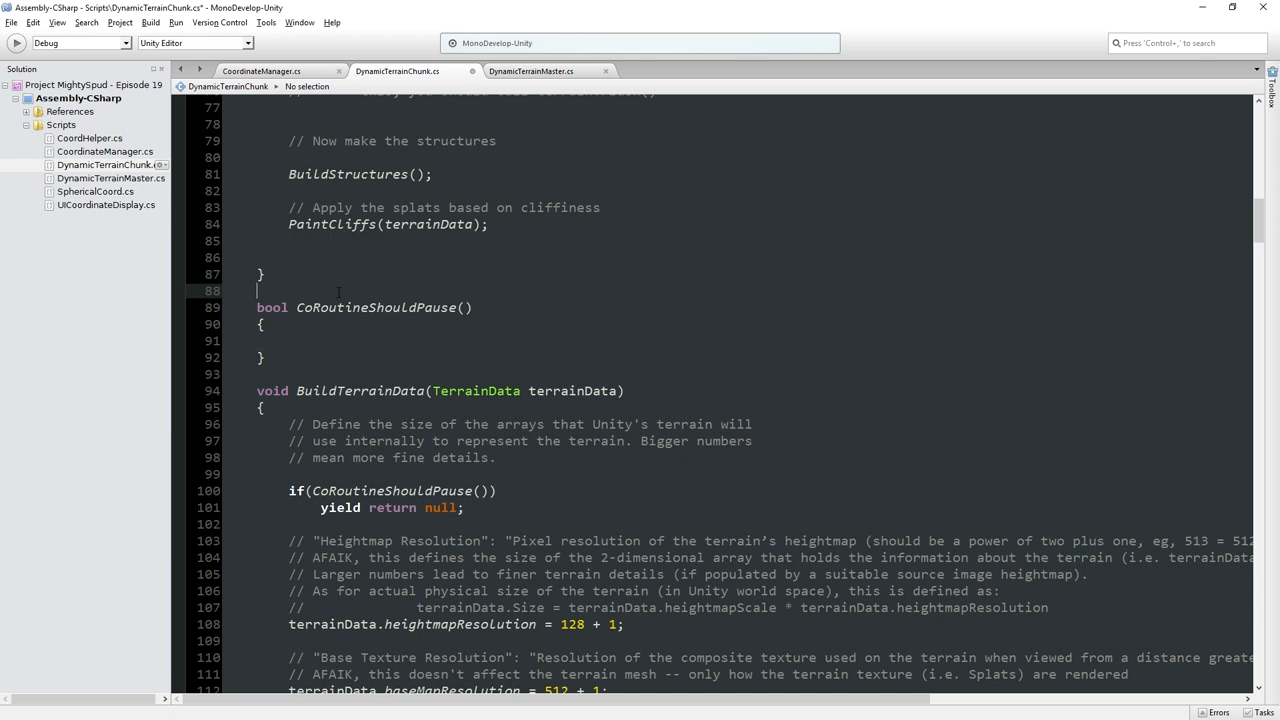 Assembly-CSharp - Scripts\DynamicTerrainChunk.cs* - MonoDevelop-Unity
File Edit View Search Project Build Run Version Control Tools Window Help
Debug Unity Editor MonoDevelop-Unity Press 'Control+,' to search
Solution
CoordinateManager.cs DynamicTerrainChunk.cs DynamicTerrainMaster.cs
DynamicTerrainChunk No selection
Toolbox
Project MightySpud - Episode 19
Assembly-CSharp
References
Scripts
CoordHelper.cs
CoordinateManager.cs
DynamicTerrainChunk.c
DynamicTerrainMaster.cs
SphericalCoord.cs
UICoordinateDisplay.cs
77
78
79 // Now make the structures
80
81 BuildStructures();
82
83 // Apply the splats based on cliffiness
84 PaintCliffs(terrainData);
85
86
87 }
88
89 bool CoRoutineShouldPause()
90 {
91
92 }
93
94 void BuildTerrainData(TerrainData terrainData)
95 {
96 // Define the size of the arrays that Unity's terrain will
97 // use internally to represent the terrain. Bigger numbers
98 // mean more fine details.
99
100 if(CoRoutineShouldPause())
101 yield return null;
102
103 // "Heightmap Resolution": "Pixel resolution of the terrain’s heightmap (should be a power of two plus one, eg, 513 = 512
104 // AFAIK, this defines the size of the 2-dimensional array that holds the information about the terrain (i.e. terrainData
105 // Larger numbers lead to finer terrain details (if populated by a suitable source image heightmap).
106 // As for actual physical size of the terrain (in Unity world space), this is defined as:
107 // terrainData.Size = terrainData.heightmapScale * terrainData.heightmapResolution
108 terrainData.heightmapResolution = 128 + 1;
109
110 // "Base Texture Resolution": "Resolution of the composite texture used on the terrain when viewed from a distance greate
111 // AFAIK, this doesn't affect the terrain mesh -- only how the terrain texture (i.e. Splats) are rendered
112 terrainData.baseMapResolution = 512 + 1;
Errors Tasks